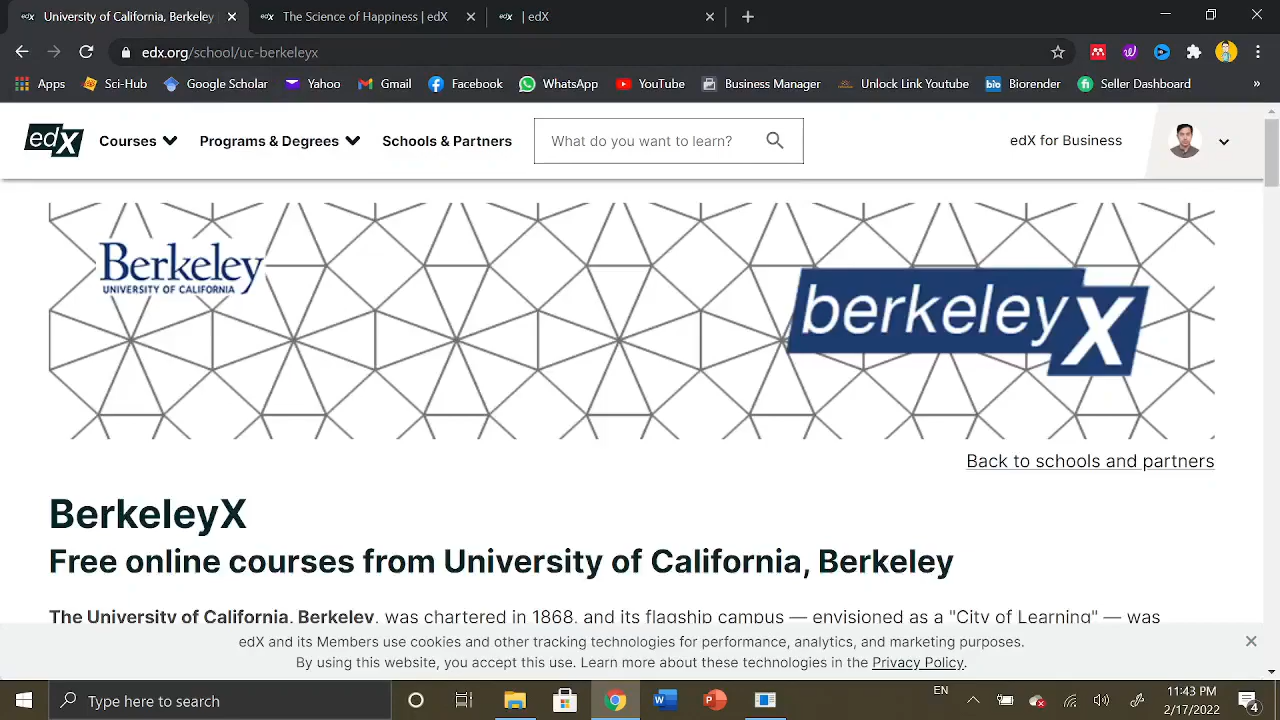 University of California, Berkeley
The Science of Happiness | edX
| edX
edx.org/school/uc-berkeleyx
Apps
Sci-Hub
Google Scholar
Yahoo
Gmail
Facebook
WhatsApp
YouTube
Business Manager
Unlock Link Youtube
Biorender
Seller Dashboard
»
edX
Courses
Programs & Degrees
Schools & Partners
What do you want to learn?
edX for Business
Berkeley
UNIVERSITY OF CALIFORNIA
berkeleyX
Back to schools and partners
BerkeleyX
Free online courses from University of California, Berkeley
The University of California, Berkeley, was chartered in 1868, and its flagship campus — envisioned as a "City of Learning" — was
edX and its Members use cookies and other tracking technologies for performance, analytics, and marketing purposes.
By using this website, you accept this use. Learn more about these technologies in the Privacy Policy.
Type here to search
EN
11:43 PM
2/17/2022
4